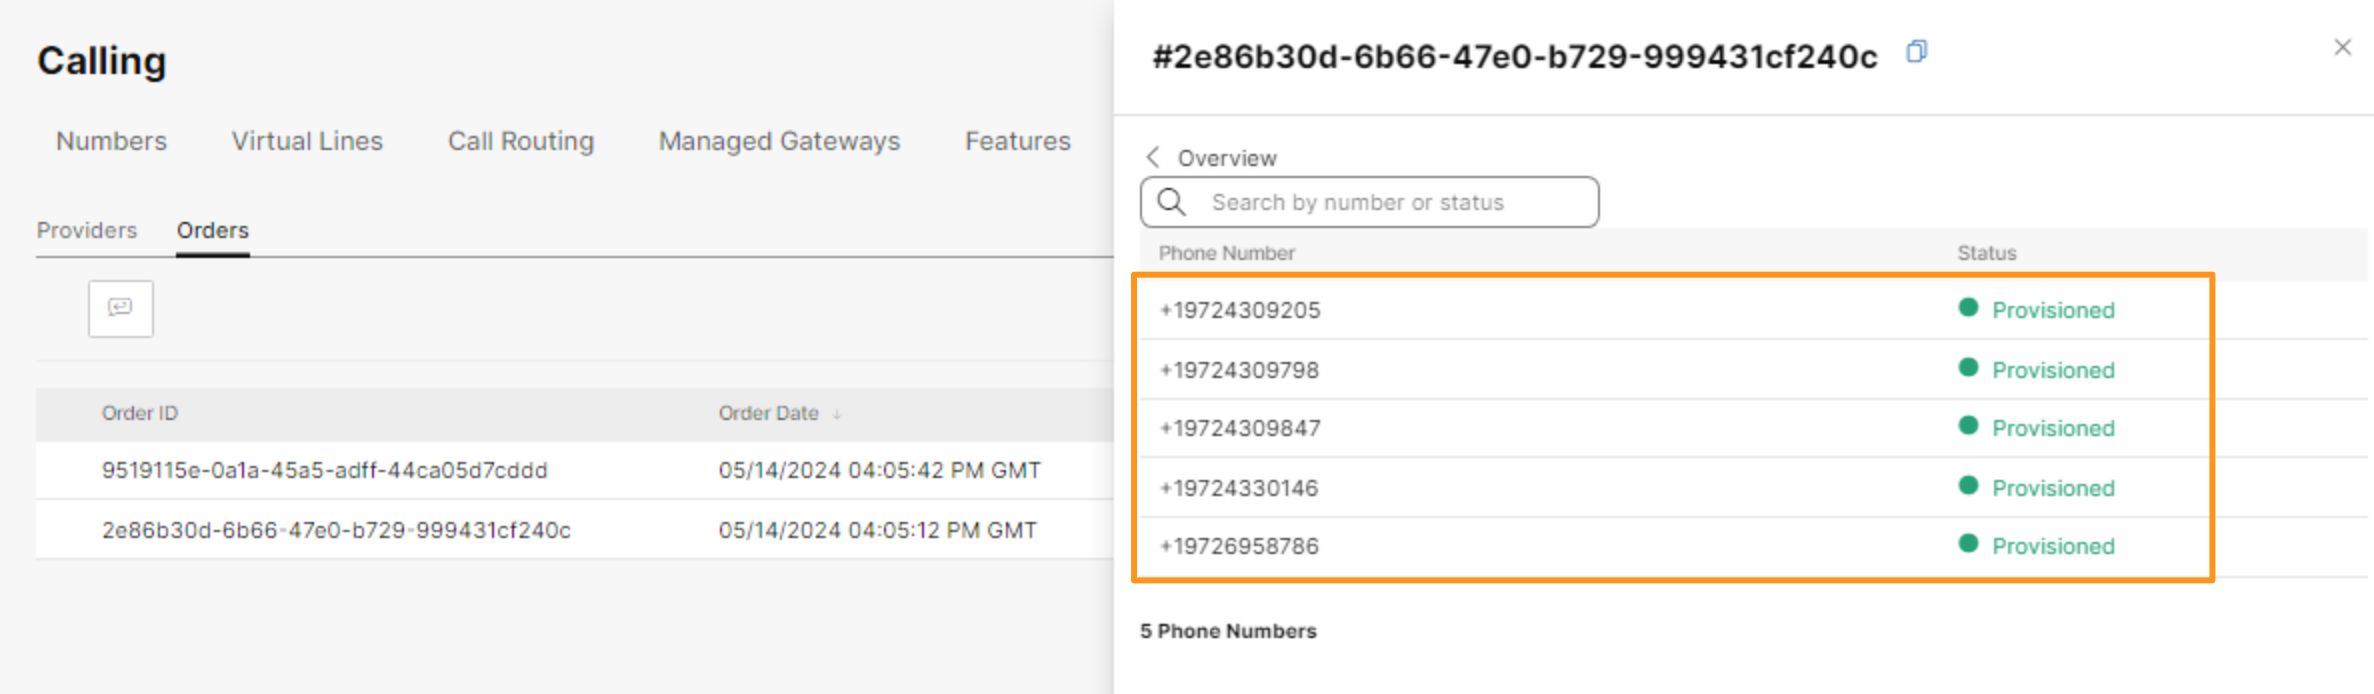 Calling
Numbers Virtual Lines Call Routing Managed Gateways Features
Providers Orders
Order ID Order Date ↓
9519115e-0a1a-45a5-adff-44ca05d7cddd 05/14/2024 04:05:42 PM GMT
2e86b30d-6b66-47e0-b729-999431cf240c 05/14/2024 04:05:12 PM GMT
#2e86b30d-6b66-47e0-b729-999431cf240c
Overview
Search by number or status
Phone Number Status
+19724309205 Provisioned
+19724309798 Provisioned
+19724309847 Provisioned
+19724330146 Provisioned
+19726958786 Provisioned
5 Phone Numbers